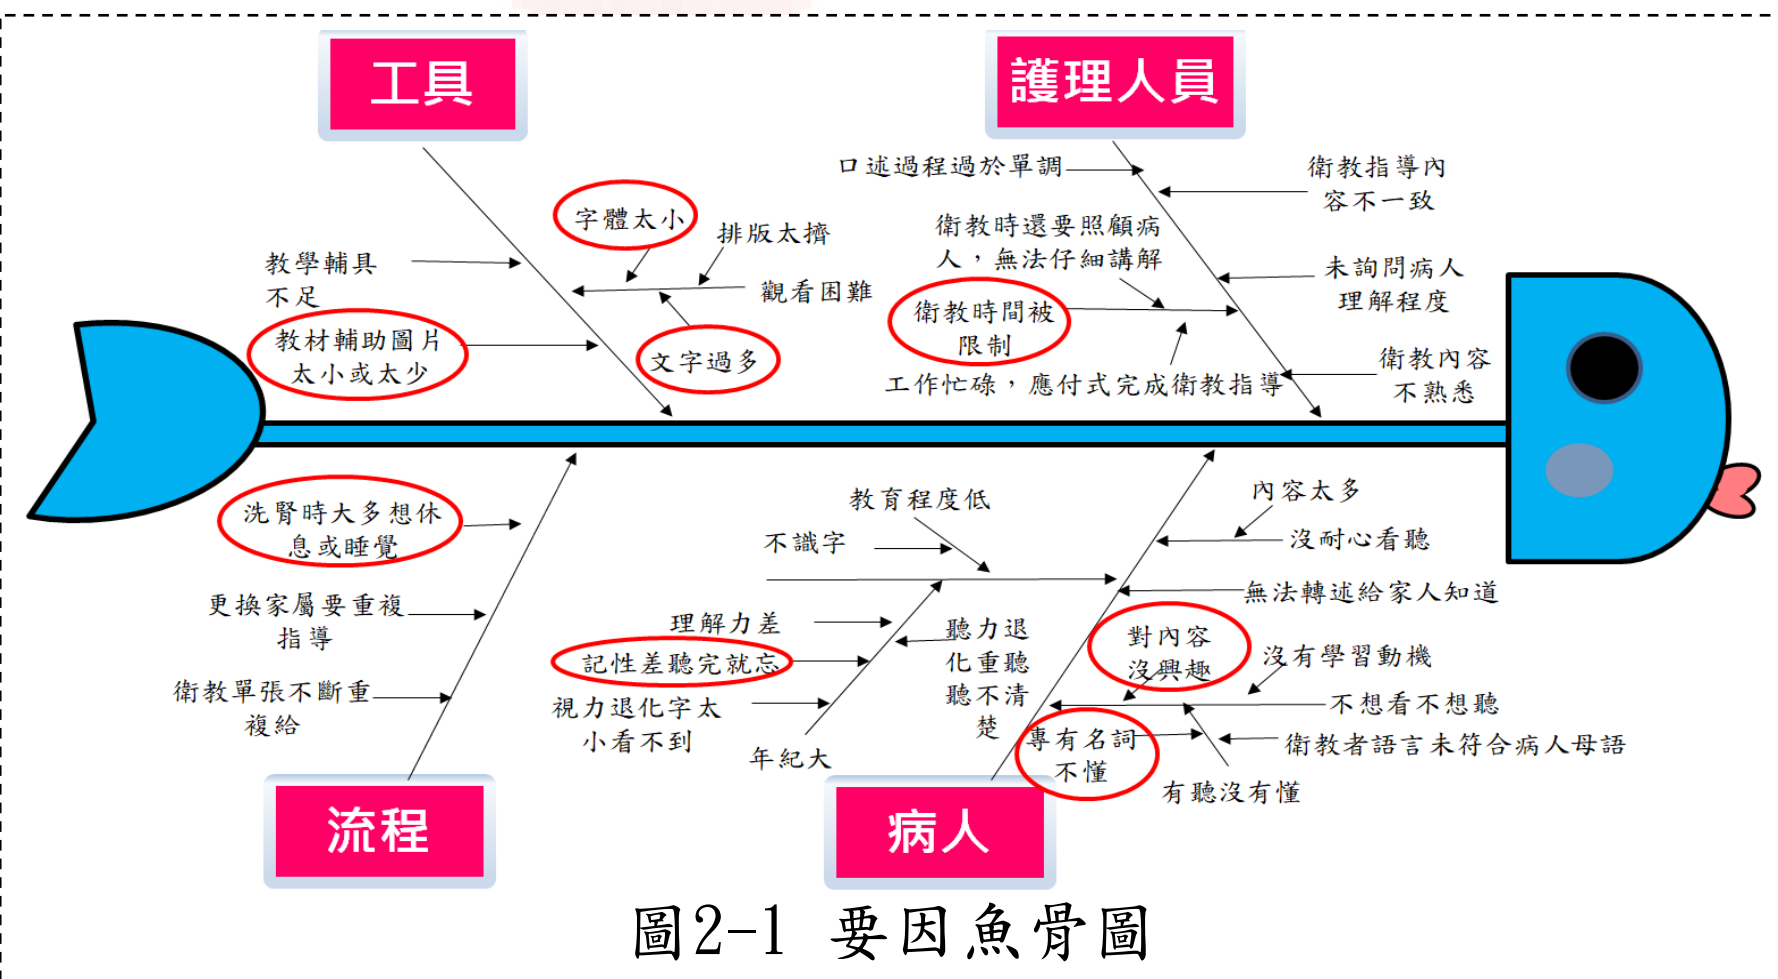 工具
護理人員
口述過程過於單調
衛教指導內
容不一致
字體太小
排版太擠
衛教時還要照顧病
人，無法仔細講解
教學輔具
不足
觀看困難
未詢問病人
理解程度
衛教時間被
限制
教材輔助圖片
太小或太少
文字過多
工作忙碌，應付式完成衛教指導
衛教內容
不熟悉
洗腎時大多想休
息或睡覺
教育程度低
內容太多
不識字
沒耐心看聽
更換家屬要重複
指導
無法轉述給家人知道
理解力差
聽力退
化重聽
聽不清
楚
對內容
沒興趣
沒有學習動機
記性差聽完就忘
衛教單張不斷重
複給
視力退化字太
小看不到
不想看不想聽
年紀大
專有名詞
不懂
衛教者語言未符合病人母語
有聽沒有懂
流程
病人
圖2-1 要因魚骨圖